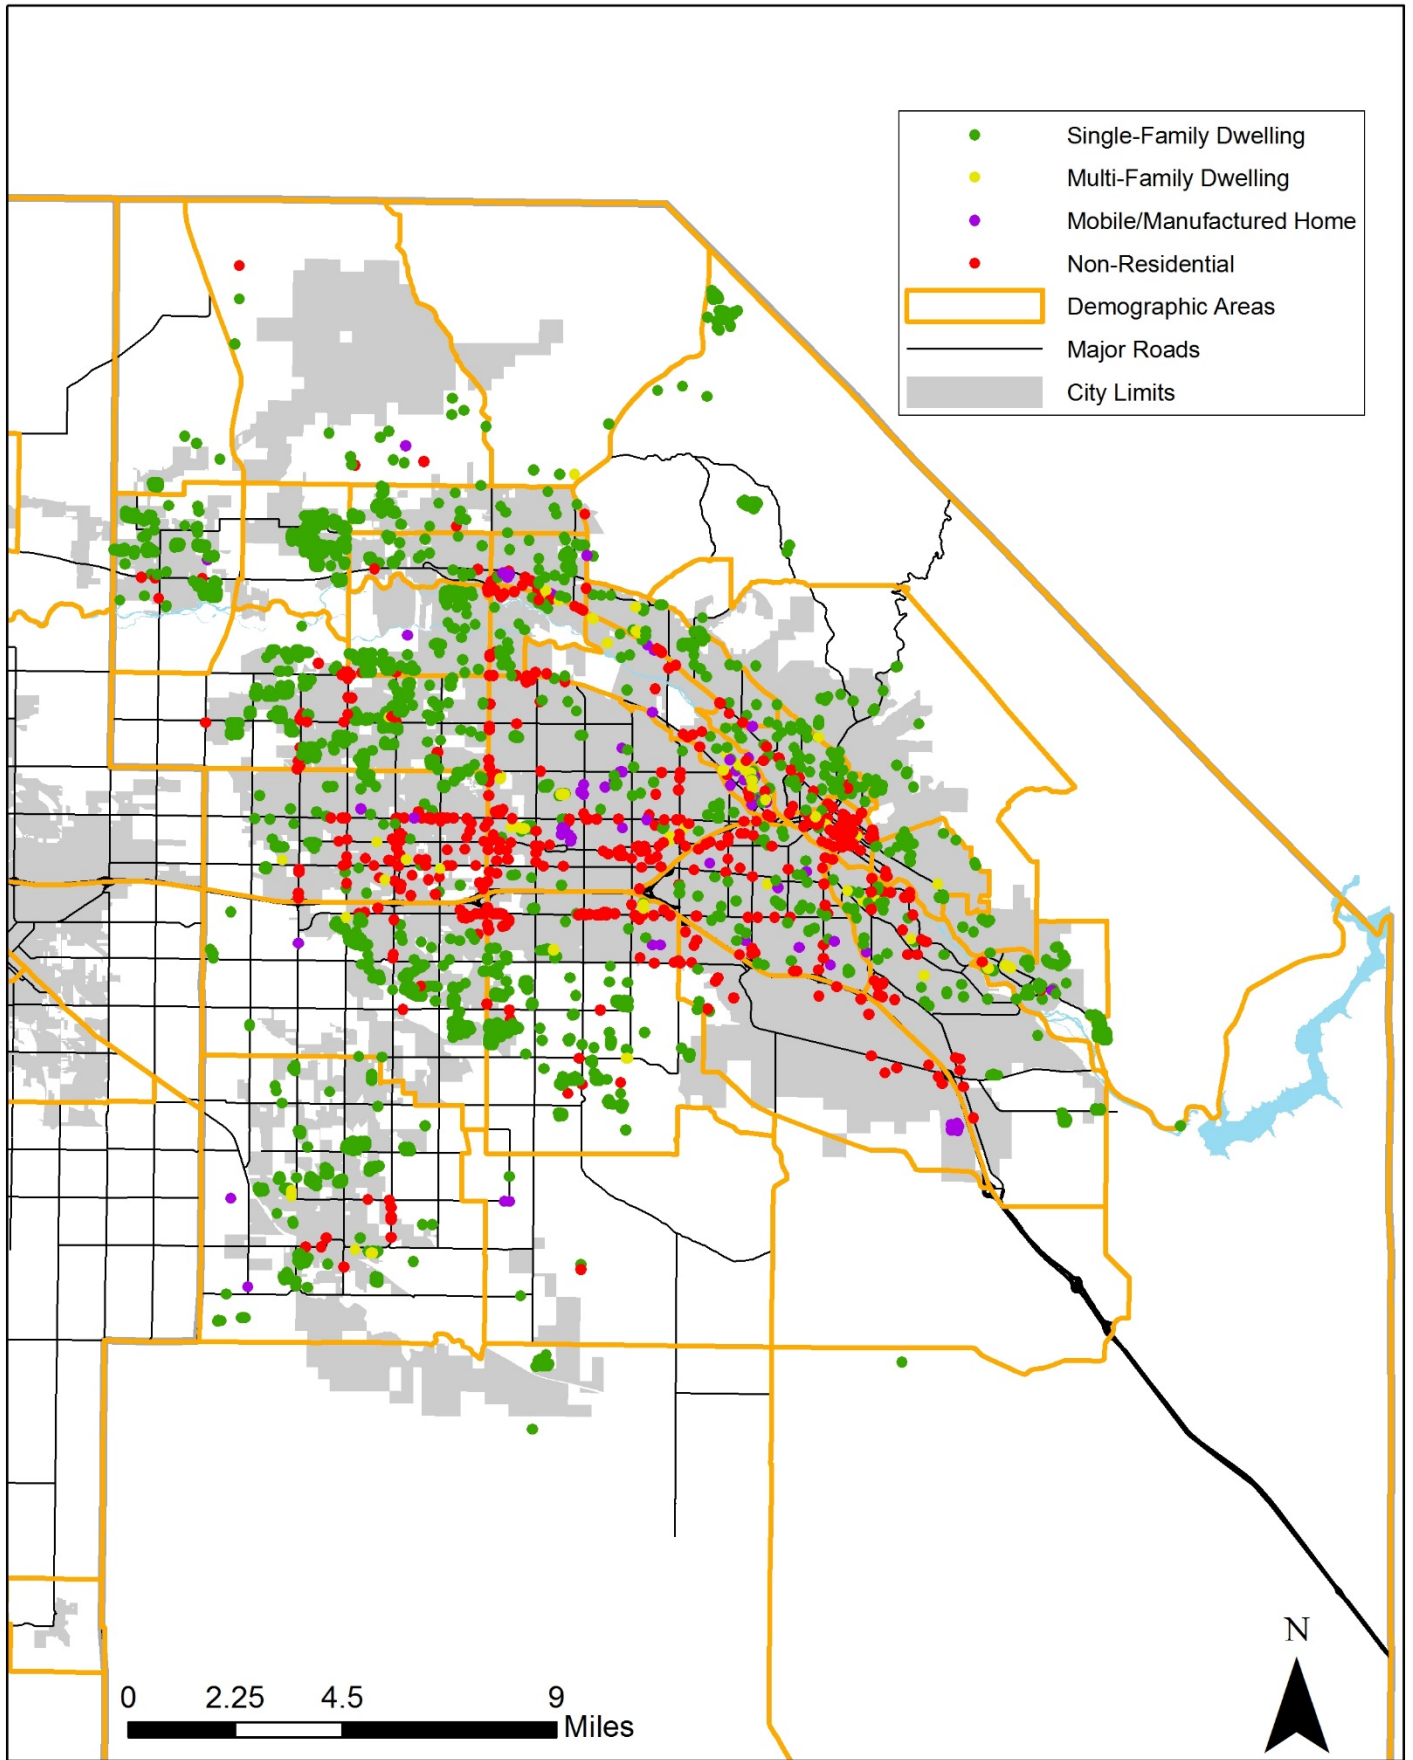 Single-Family Dwelling
Multi-Family Dwelling
Mobile/Manufactured Home
Non-Residential
Demographic Areas
Major Roads
City Limits
N
0 2.25 4.5 9
Miles